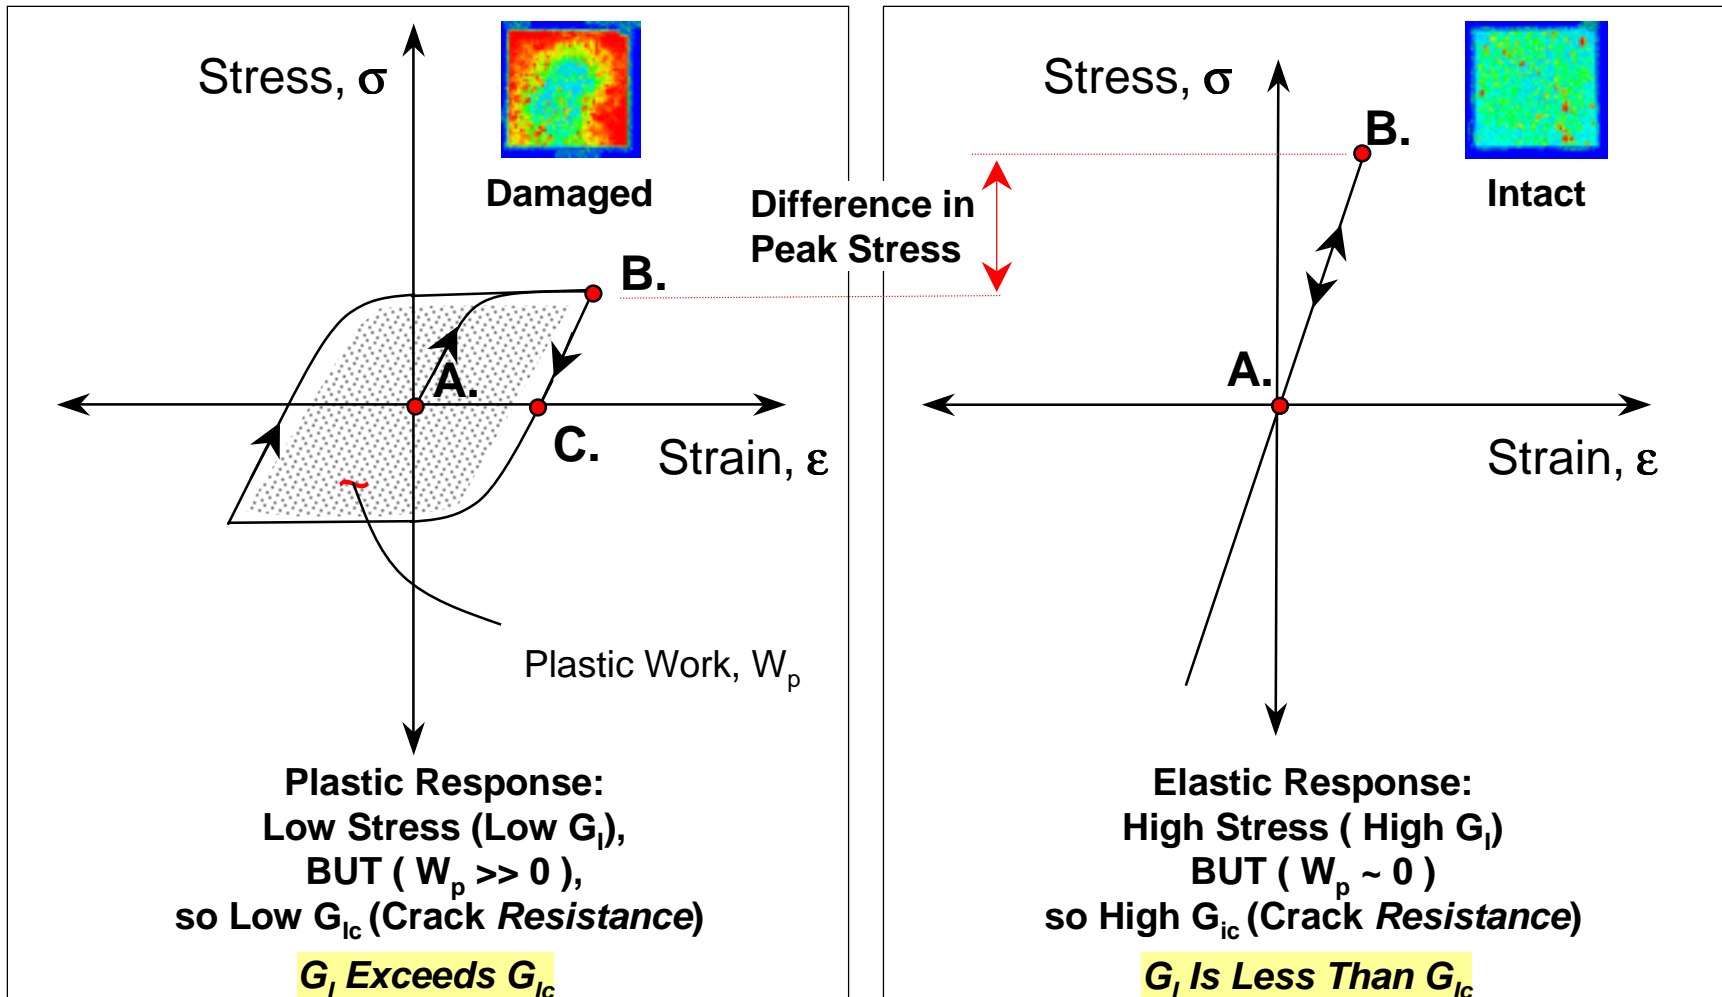 Stress, σ
Damaged
B.
A.
C.
Strain, ε
Plastic Work, Wp
Plastic Response:
Low Stress (Low GI),
BUT ( Wp >> 0 ),
so Low GIc (Crack Resistance)
GI Exceeds GIc
Difference in
Peak Stress
Stress, σ
B.
Intact
A.
Strain, ε
Elastic Response:
High Stress ( High GI)
BUT ( Wp ~ 0 )
so High Gic (Crack Resistance)
GI Is Less Than GIc